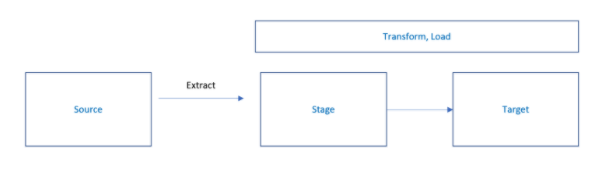 Transform, Load
Extract
Source
Stage
Target